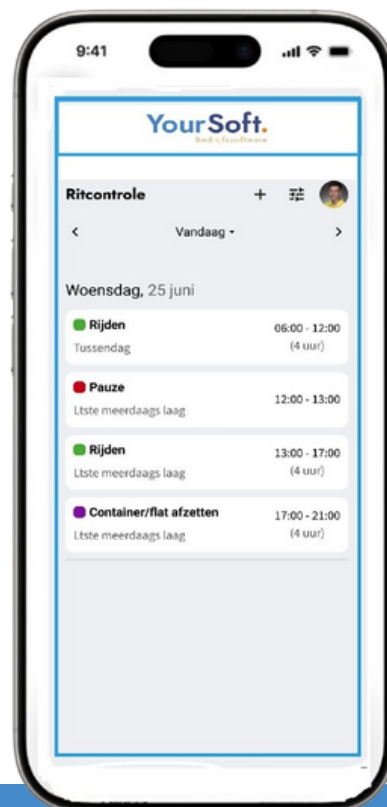 9:41
YourSoft.
Bedrijfssoftware
Ritcontrole
Vandaag
Woensdag, 25 juni
Rijden 06:00 - 12:00
Tussendag (4 uur)
Pauze
12:00 - 13:00
Ltste meerdaags laag
Rijden 13:00 - 17:00
Ltste meerdaags laag (4 uur)
Container/flat afzetten 17:00 - 21:00
Ltste meerdaags laag (4 uur)